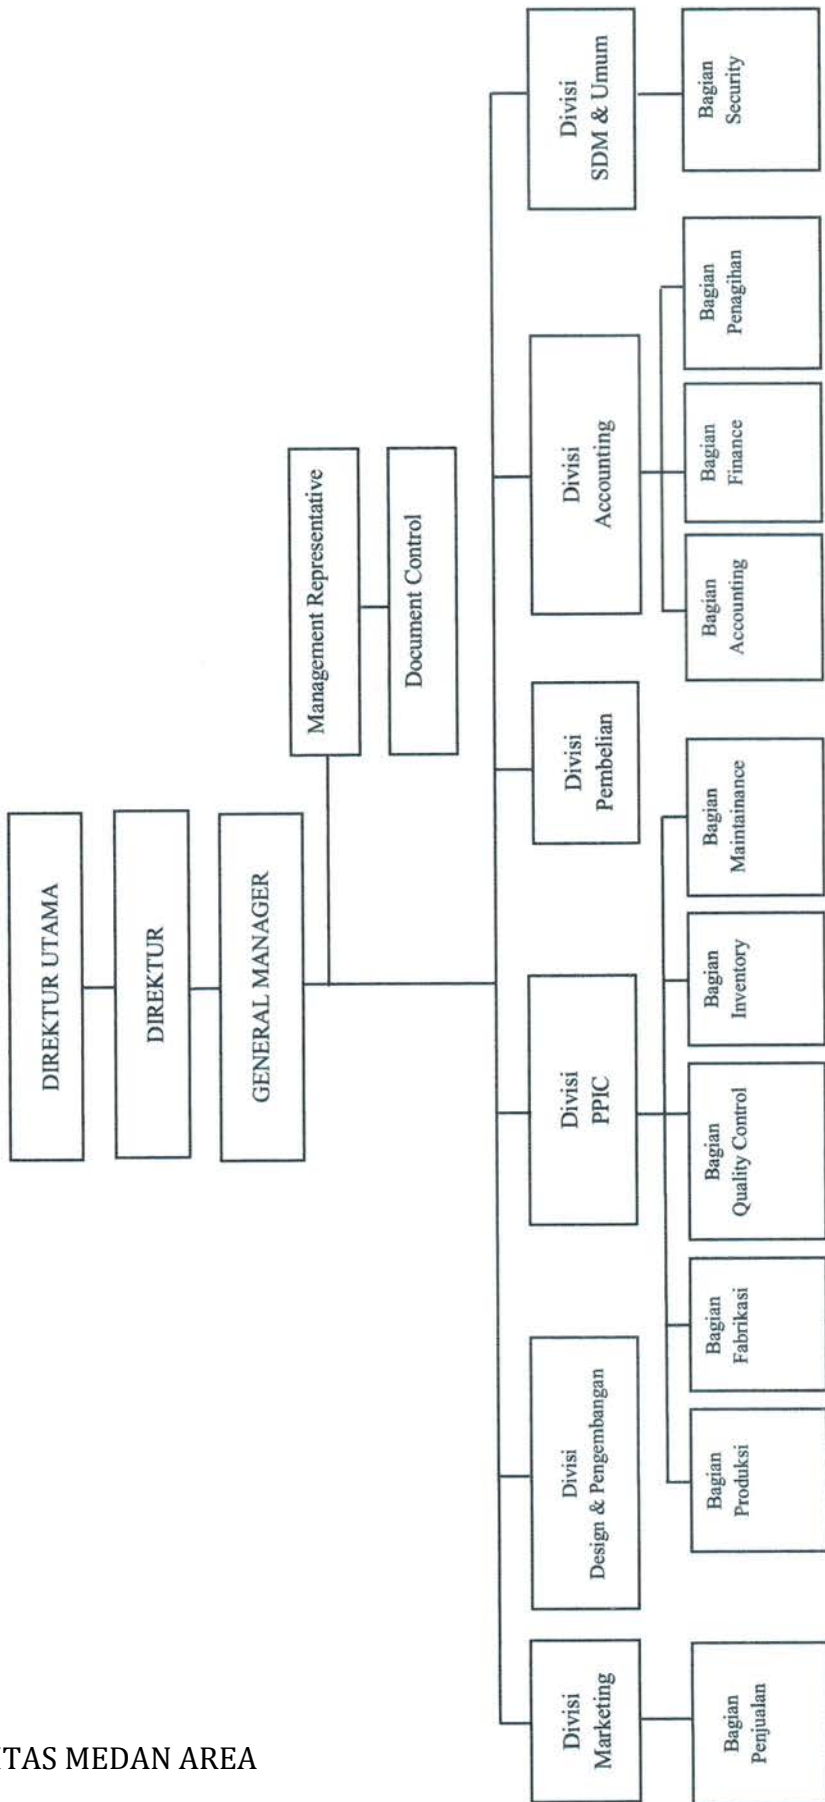 DIREKTUR UTAMA
DIREKTUR
GENERAL MANAGER
Management Representative
Document Control
Divisi
Marketing
Divisi
Design & Pengembangan
Divisi
PPIC
Divisi
Pembelian
Divisi
Accounting
Divisi
SDM & Umum
Bagian
Penjualan
Bagian
Produksi
Bagian
Fabrikasi
Bagian
Quality Control
Bagian
Inventory
Bagian
Maintainance
Bagian
Accounting
Bagian
Finance
Bagian
Penagihan
Bagian
Security
ITAS MEDAN AREA